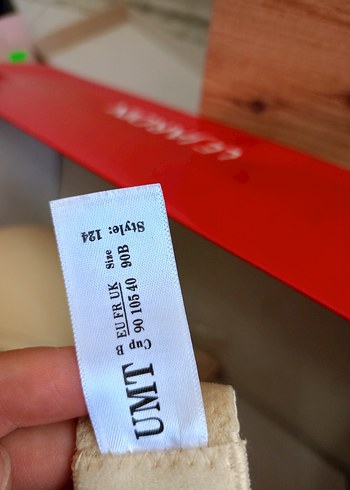 Style: 124
Size
90B
EU FR UK
90 105 40
Cup
B
UMT